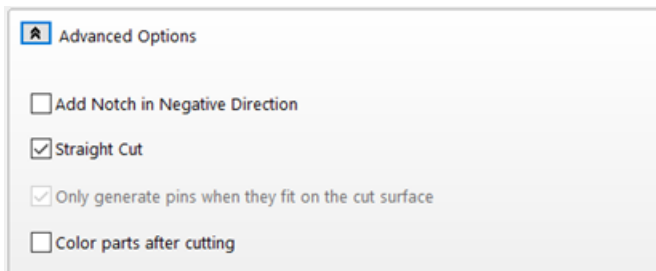 Advanced Options
Add Notch in Negative Direction
Straight Cut
Only generate pins when they fit on the cut surface
Color parts after cutting